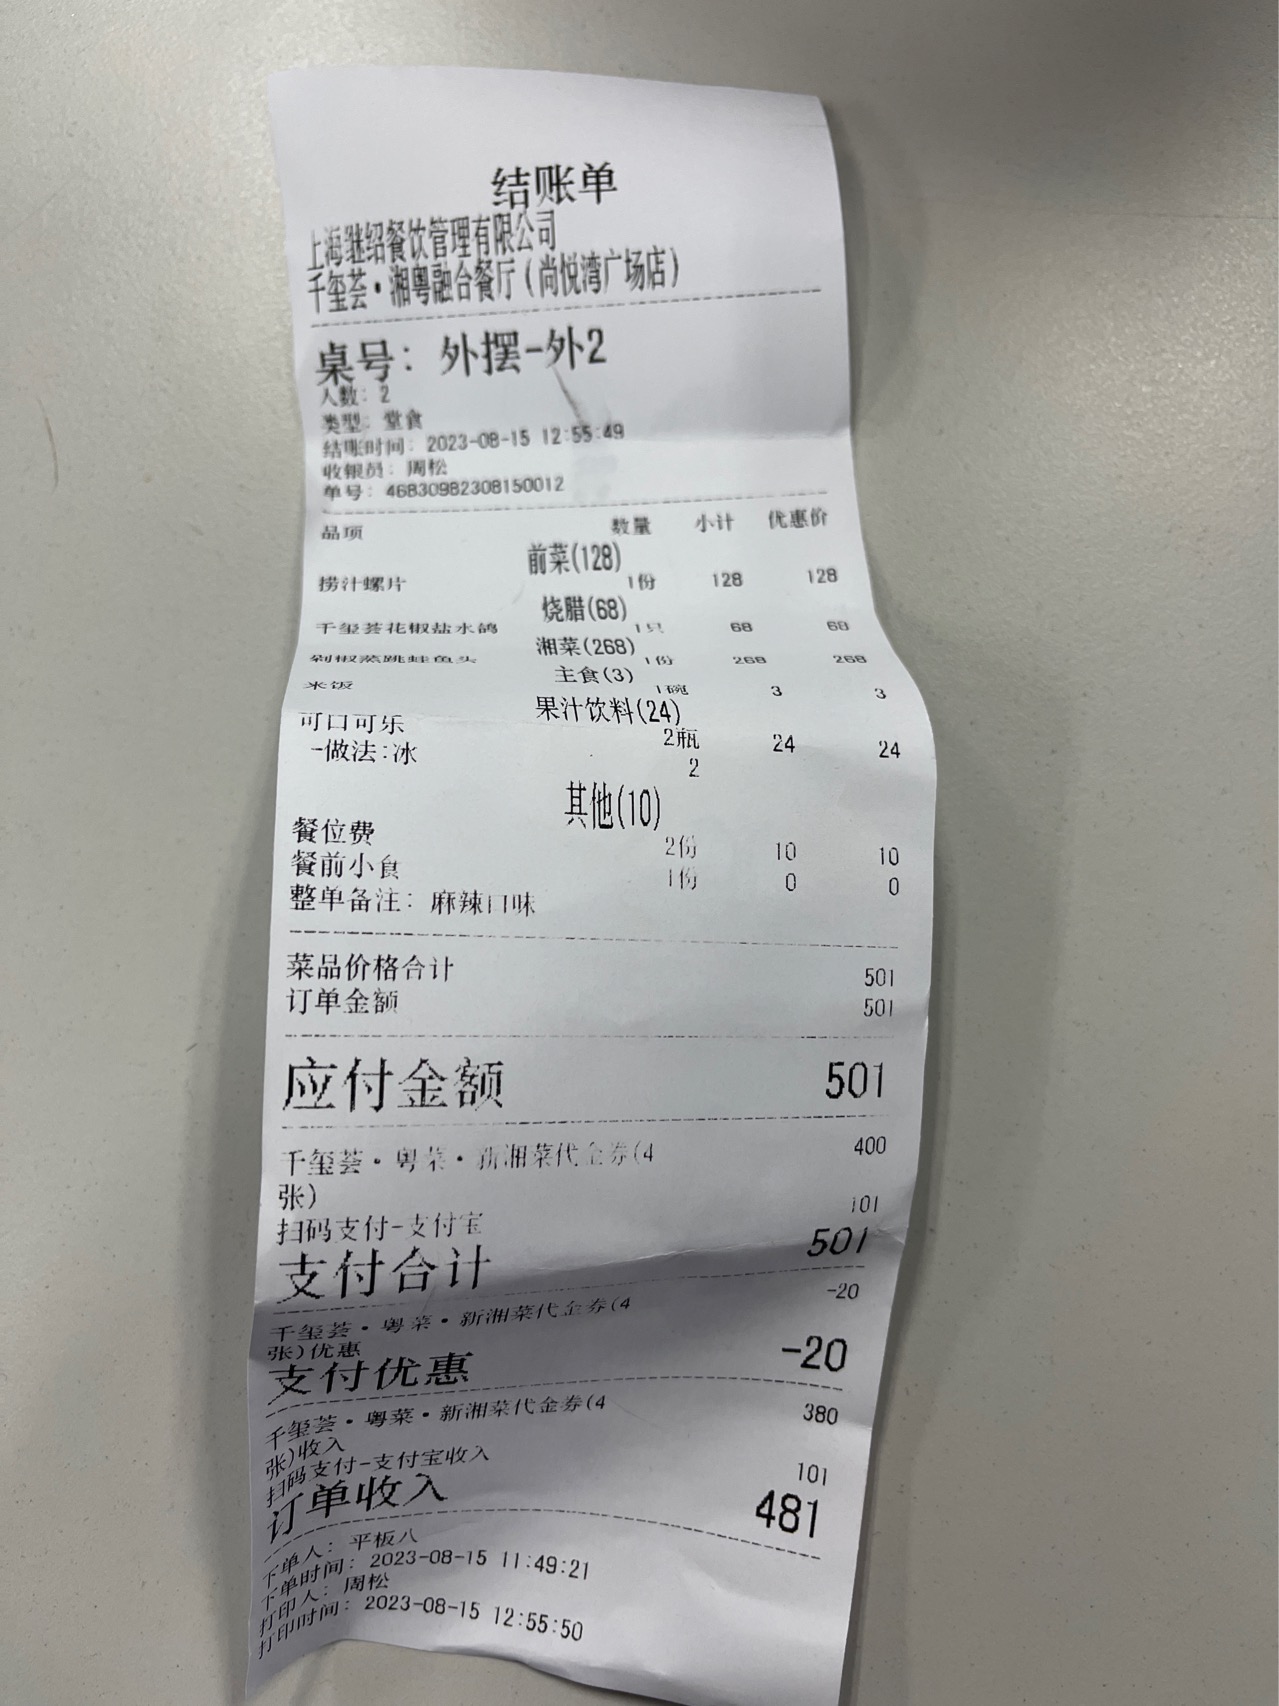 结账单
上海继绍餐饮管理有限公司
千玺荟·湘粤融合餐厅(尚悦湾广场店)
桌号: 外摆-外2
人数: 2
类型: 堂食
结账时间: 2023-08-15 12:55:49
收银员: 周松
单号: 46830982308150012
品项 数量 小计 优惠价
前菜(128)
捞汁螺片 1份 128 128
烧腊(68)
千玺荟花椒盐水鸽 1只 68 68
湘菜(268)
剁椒蒸跳蛙鱼头 1份 268 268
主食(3)
米饭 1碗 3 3
果汁饮料(24)
可口可乐 2瓶 24 24
-做法:冰 2
其他(10)
餐位费 2份 10 10
餐前小食 1份 0 0
整单备注: 麻辣口味
菜品价格合计 501
订单金额 501
应付金额 501
千玺荟·粤菜·新湘菜代金券(4 400
张)
扫码支付-支付宝 101
支付合计 501
千玺荟·粤菜·新湘菜代金券(4 -20
张)优惠
支付优惠 -20
千玺荟·粤菜·新湘菜代金券(4 380
张)收入
扫码支付-支付宝收入 101
订单收入 481
下单人: 平板八
下单时间: 2023-08-15 11:49:21
打印人: 周松
打印时间: 2023-08-15 12:55:50